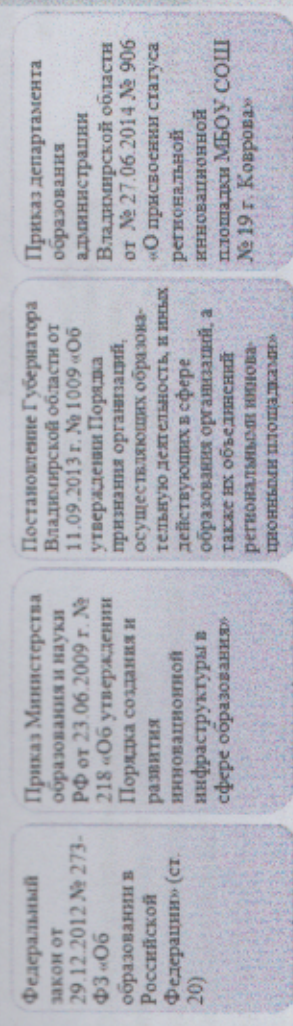 Федеральный
закон от
29.12.2012 № 273-
ФЗ «Об
образовании в
Российской
Федерации» (ст.
20)
Приказ Министерства
образования и науки
РФ от 23.06.2009 г. №
218 «Об утверждении
Порядка создания и
развития
инновационной
инфраструктуры в
сфере образования»
Постановление Губернатора
Владимирской области от
11.09.2013 г. № 1009 «Об
утверждении Порядка
признания организаций,
осуществляющих образова-
тельную деятельность, и иных
действующих в сфере
образования организаций, а
также их объединений
региональными иннова-
ционными площадками»
Приказ департамента
образования
администрации
Владимирской области
от №27.06.2014 № 906
«О присвоении статуса
региональной
инновационной
площадки МБОУ СОШ
№ 19 г. Коврова»